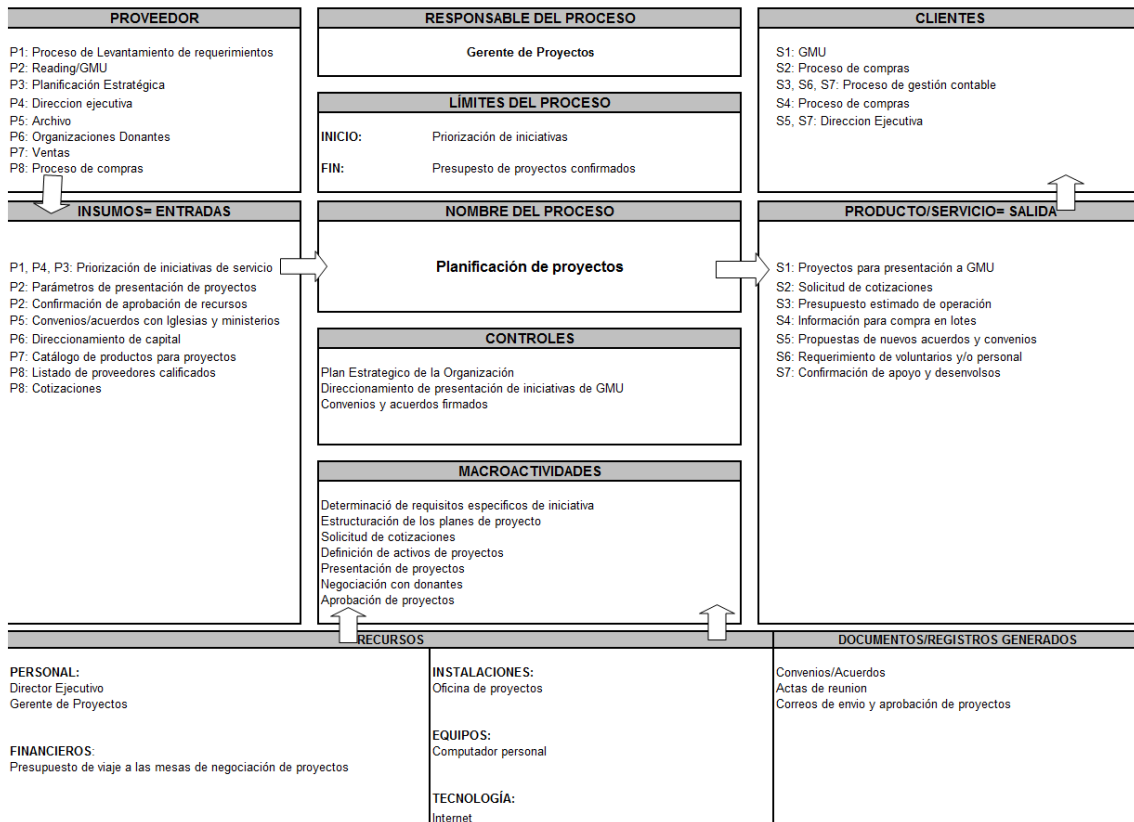 PROVEEDOR
P1: Proceso de Levantamiento de requerimientos
P2: Reading/GMU
P3: Planificación Estratégica
P4: Direccion ejecutiva
P5: Archivo
P6: Organizaciones Donantes
P7: Ventas
P8: Proceso de compras
RESPONSABLE DEL PROCESO
Gerente de Proyectos
LÍMITES DEL PROCESO
INICIO: Priorización de iniciativas
FIN: Presupesto de proyectos confirmados
CLIENTES
S1: GMU
S2: Proceso de compras
S3, S6, S7: Proceso de gestión contable
S4: Proceso de compras
S5, S7: Direccion Ejecutiva
INSUMOS= ENTRADAS
P1, P4, P3: Priorización de iniciativas de servicio
P2: Parámetros de presentación de proyectos
P2: Confirmación de aprobación de recursos
P5: Convenios/acuerdos con Iglesias y ministerios
P6: Direccionamiento de capital
P7: Catálogo de productos para proyectos
P8: Listado de proveedores calificados
P8: Cotizaciones
NOMBRE DEL PROCESO
Planificación de proyectos
CONTROLES
Plan Estrategico de la Organización
Direccionamiento de presentación de iniciativas de GMU
Convenios y acuerdos firmados
MACROACTIVIDADES
Determinació de requisitos especificos de iniciativa
Estructuración de los planes de proyecto
Solicitud de cotizaciones
Definición de activos de proyectos
Presentación de proyectos
Negociación con donantes
Aprobación de proyectos
PRODUCTO/SERVICIO= SALIDA
S1: Proyectos para presentación a GMU
S2: Solicitud de cotizaciones
S3: Presupuesto estimado de operación
S4: Información para compra en lotes
S5: Propuestas de nuevos acuerdos y convenios
S6: Requerimiento de voluntarios y/o personal
S7: Confirmación de apoyo y desenvolsos
RECURSOS
PERSONAL:
Director Ejecutivo
Gerente de Proyectos
FINANCIEROS:
Presupuesto de viaje a las mesas de negociación de proyectos
INSTALACIONES:
Oficina de proyectos
EQUIPOS:
Computador personal
TECNOLOGÍA:
Internet
DOCUMENTOS/REGISTROS GENERADOS
Convenios/Acuerdos
Actas de reunion
Correos de envio y aprobación de proyectos